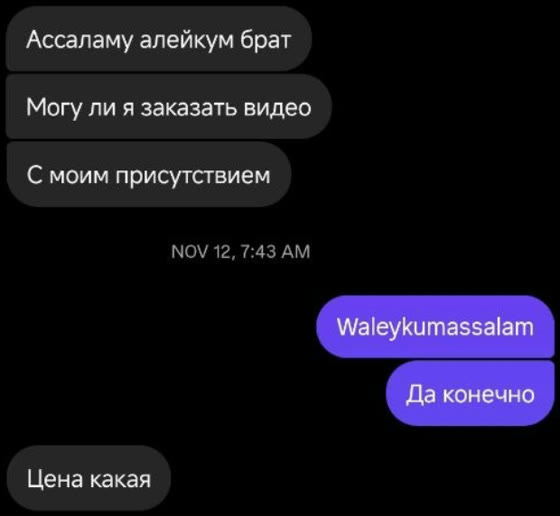 Ассаламу алейкум брат
Могу ли я заказать видео
С моим присутствием
NOV 12, 7:43 AM
Waleykumassalam
Да конечно
Цена какая